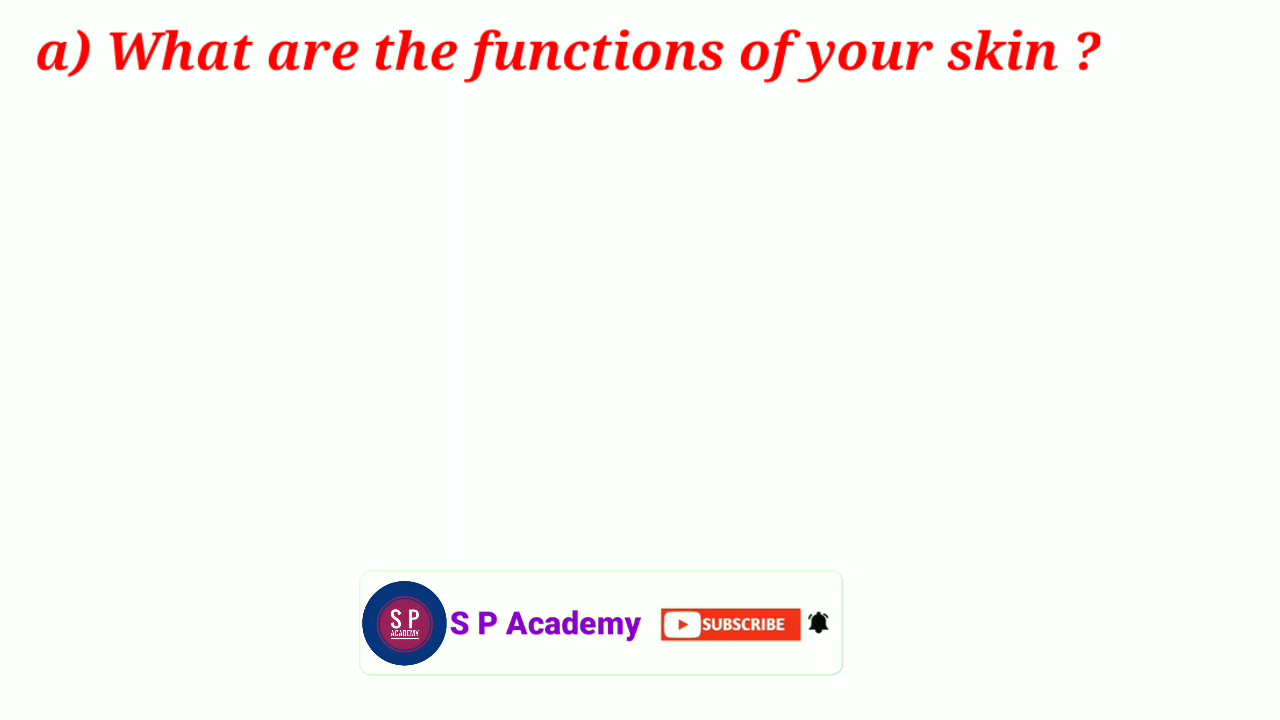 a) What are the functions of your skin ?
S P
ACADEMY
S P Academy
SUBSCRIBE